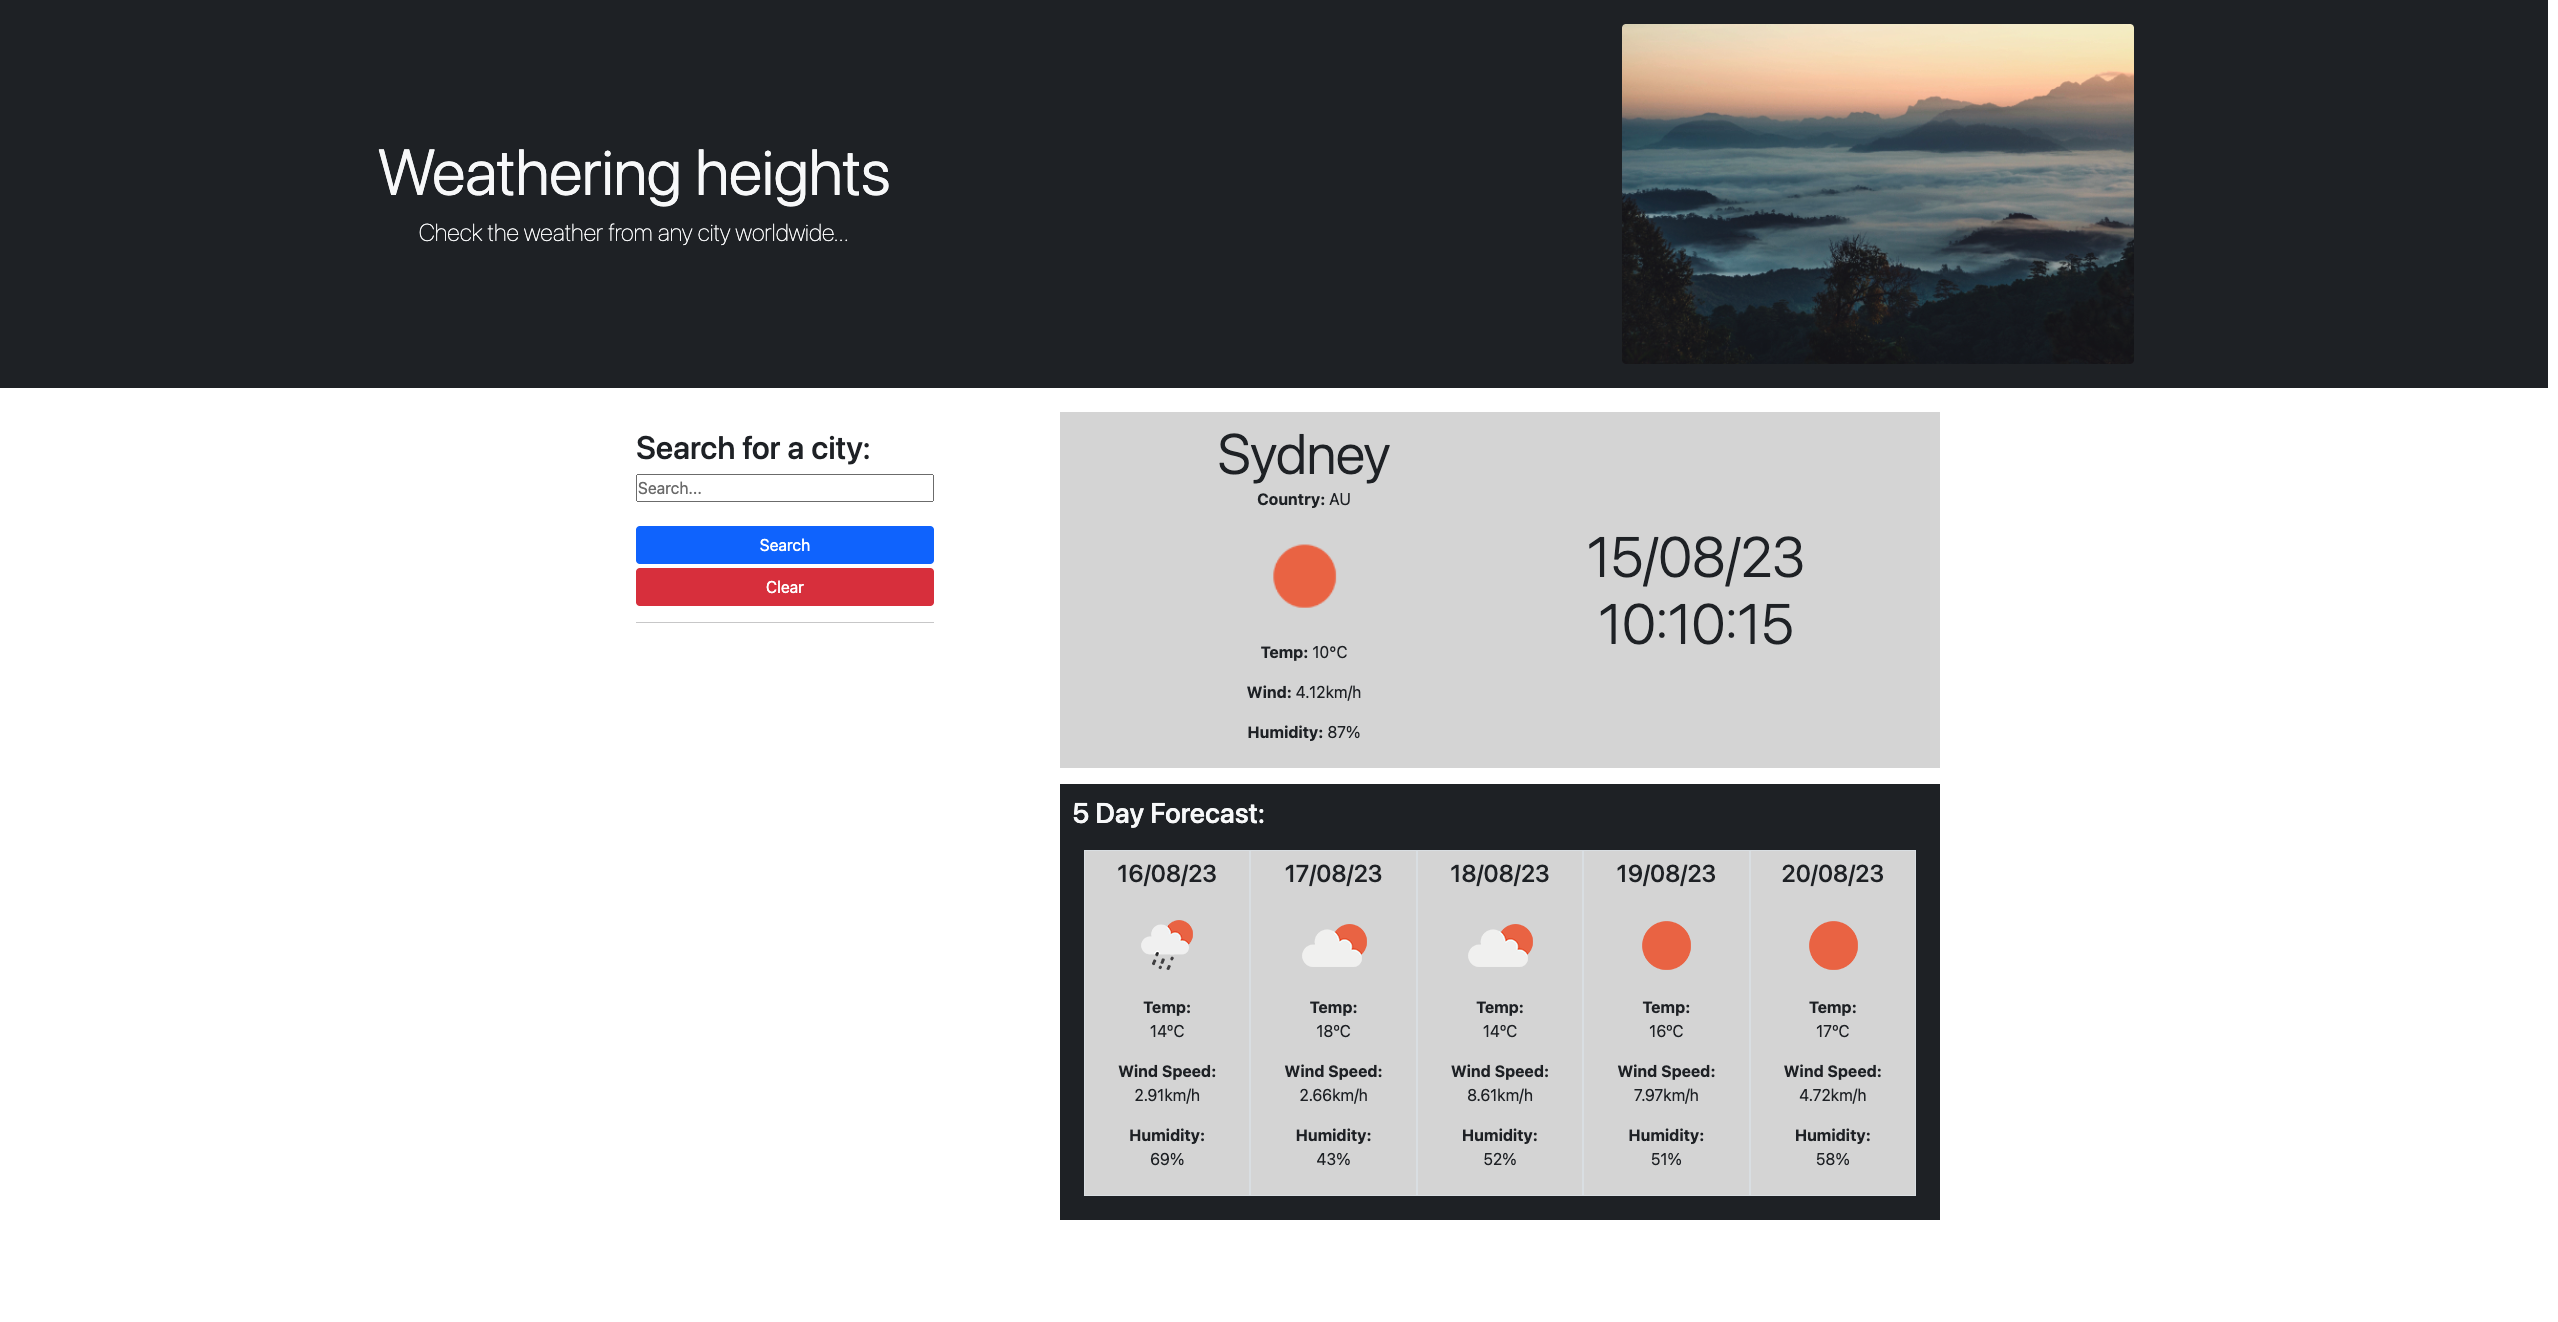 Weathering heights
Check the weather from any city worldwide...
Search for a city:
Search...
Search
Clear
Sydney
Country: AU
Temp: 10°C
Wind: 4.12km/h
Humidity: 87%
15/08/23
10:10:15
5 Day Forecast:
16/08/23
Temp:
14°C
Wind Speed:
2.91km/h
Humidity:
69%
17/08/23
Temp:
18°C
Wind Speed:
2.66km/h
Humidity:
43%
18/08/23
Temp:
14°C
Wind Speed:
8.61km/h
Humidity:
52%
19/08/23
Temp:
16°C
Wind Speed:
7.97km/h
Humidity:
51%
20/08/23
Temp:
17°C
Wind Speed:
4.72km/h
Humidity:
58%